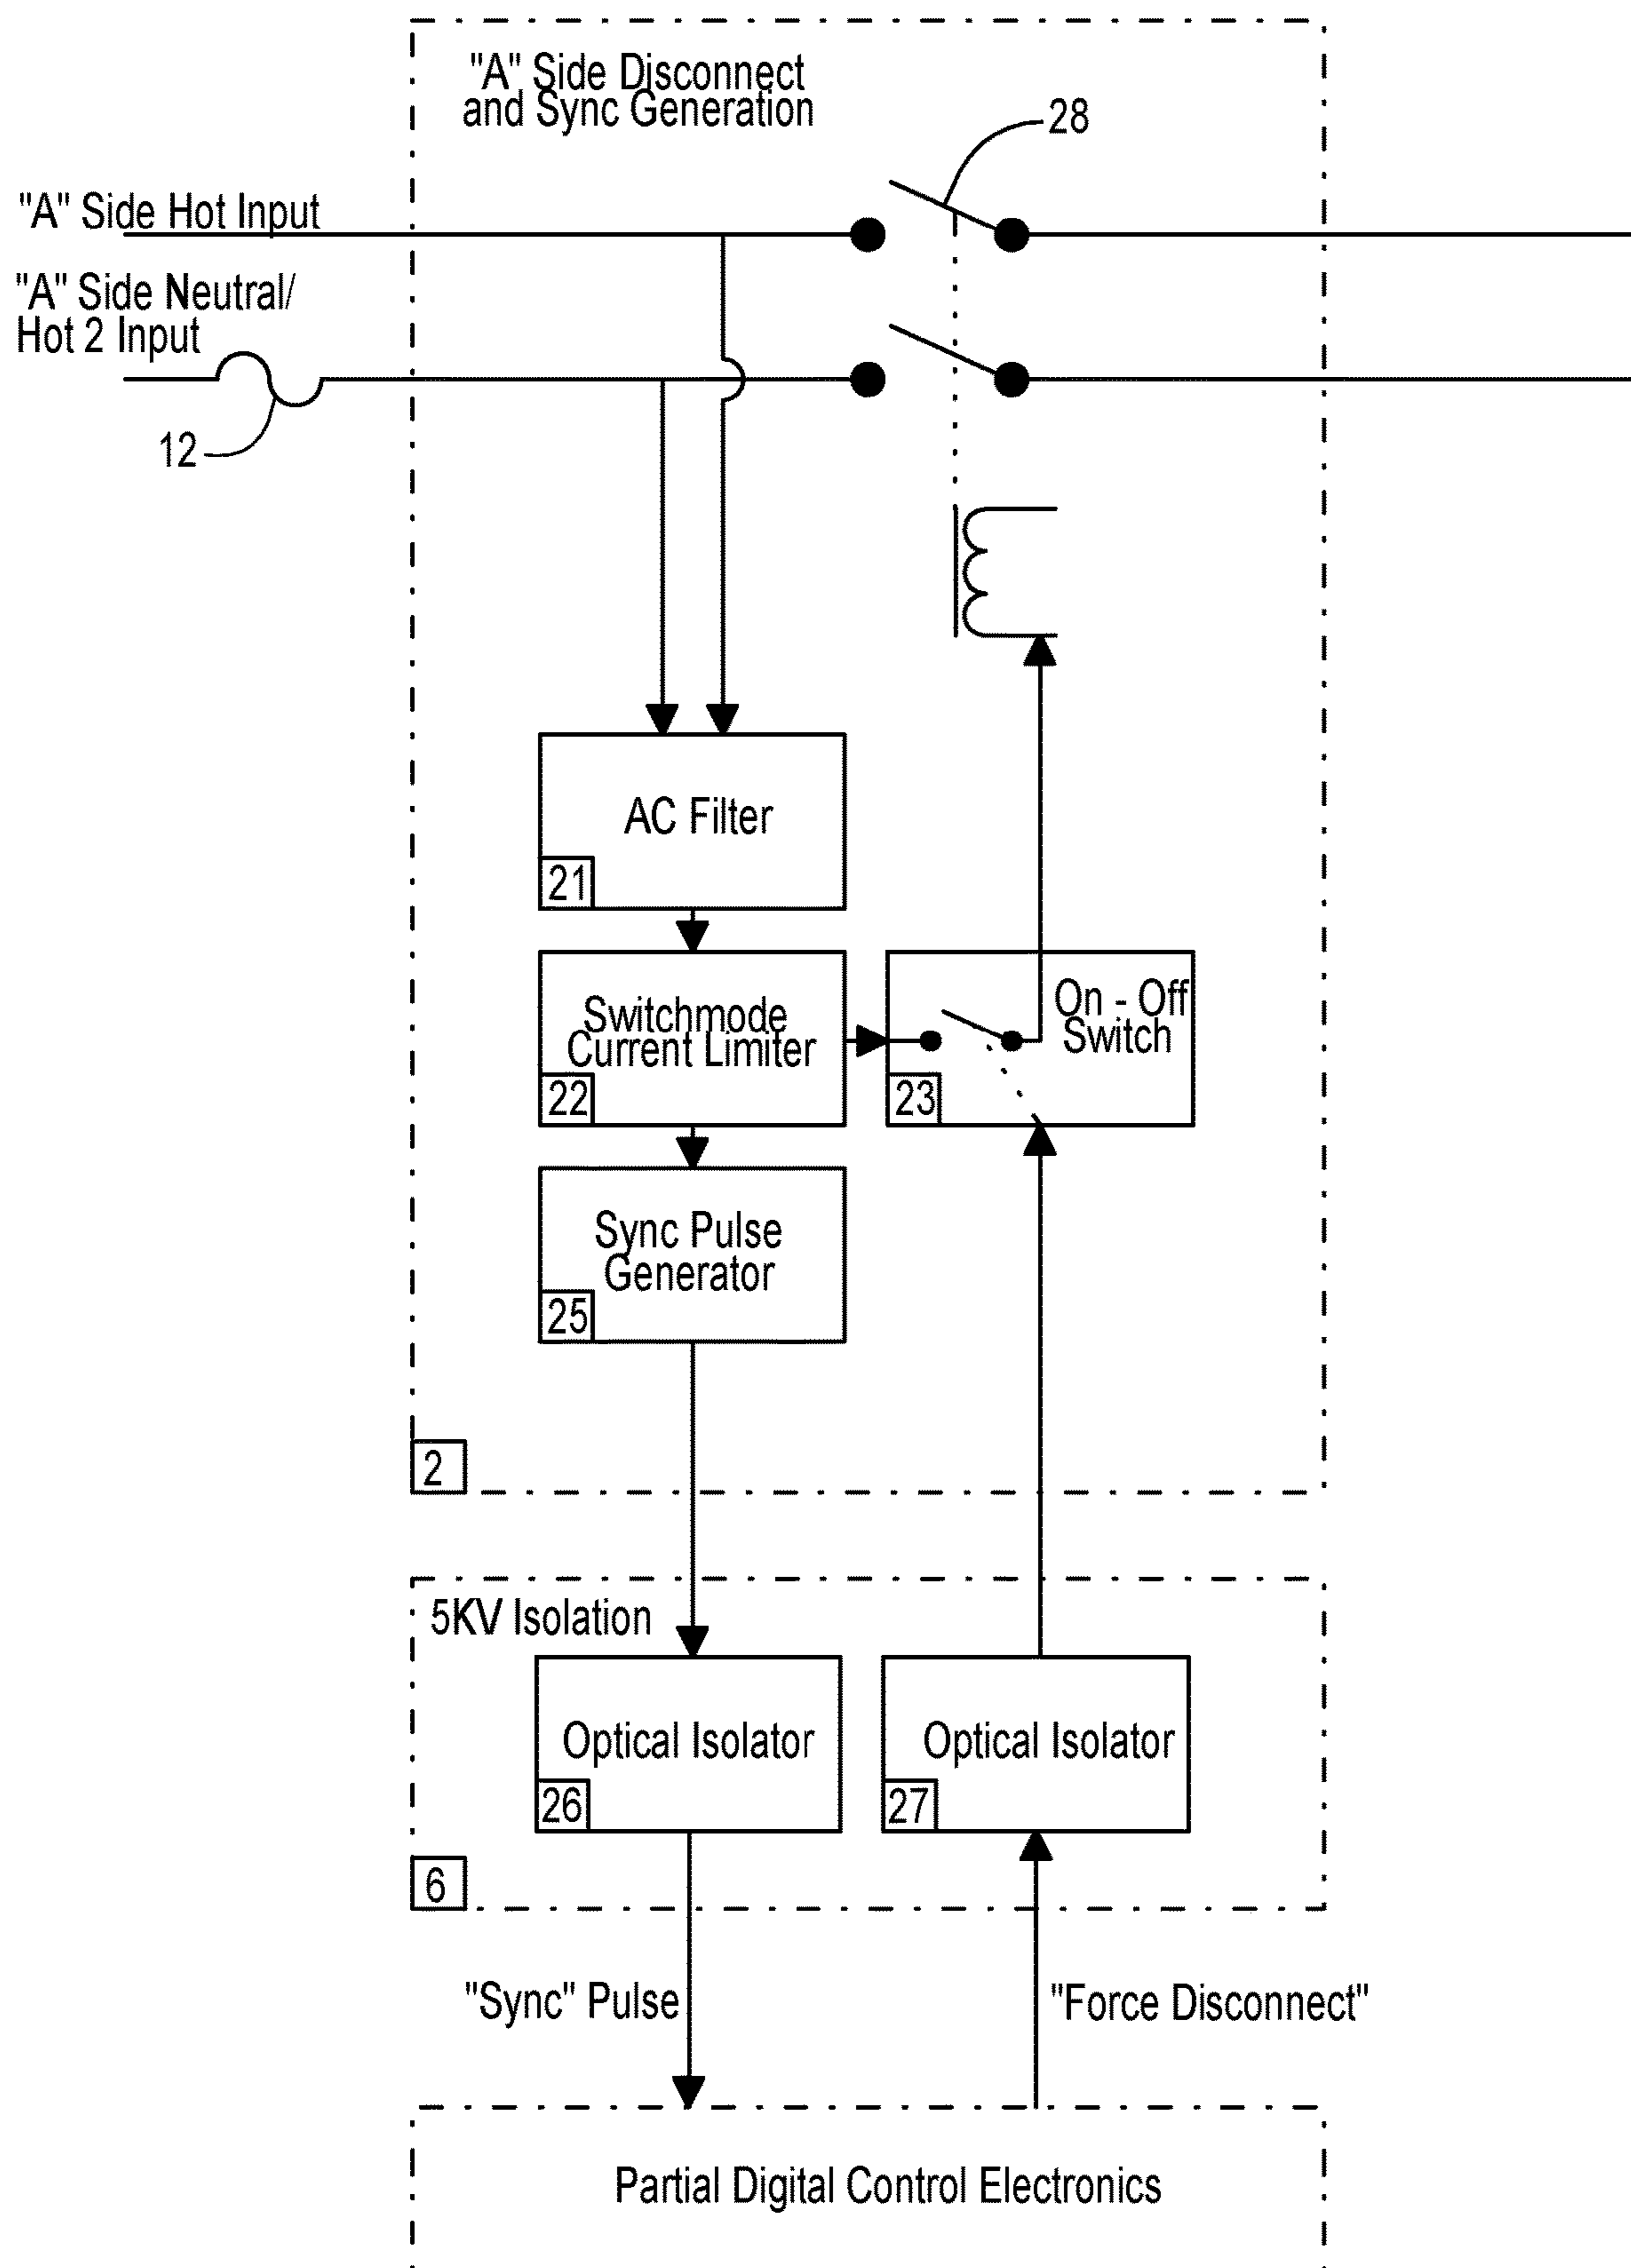 "A" Side Disconnect
and Sync Generation
28
"A" Side Hot Input
"A" Side Neutral/
Hot 2 Input
12
AC Filter
21
Switchmode
Current Limiter
22
On - Off
Switch
23
Sync Pulse
Generator
25
2
5KV Isolation
Optical Isolator
26
Optical Isolator
27
6
"Sync" Pulse
"Force Disconnect"
Partial Digital Control Electronics